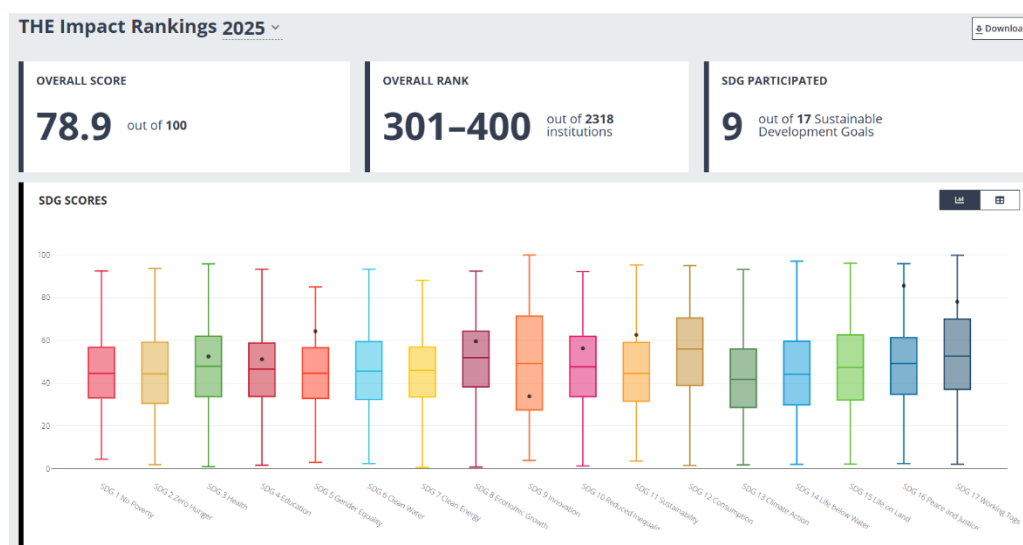 THE Impact Rankings 2025
Downloa
OVERALL SCORE
78.9 out of 100
OVERALL RANK
301–400 out of 2318
institutions
SDG PARTICIPATED
9 out of 17 Sustainable
Development Goals
SDG SCORES
100
80
60
40
20
0
SDG 1 No Poverty
SDG 2 Zero Hunger
SDG 3 Health
SDG 4 Education
SDG 5 Gender Equality
SDG 6 Clean Water
SDG 7 Clean Energy
SDG 8 Economic Growth
SDG 9 Innovation
SDG 10 Reduced Inequalit
SDG 11 Sustainability
SDG 12 Consumption
SDG 13 Climate Action
SDG 14 Life below Water
SDG 15 Life on Land
SDG 16 Peace and Justice
SDG 17 Working Toge